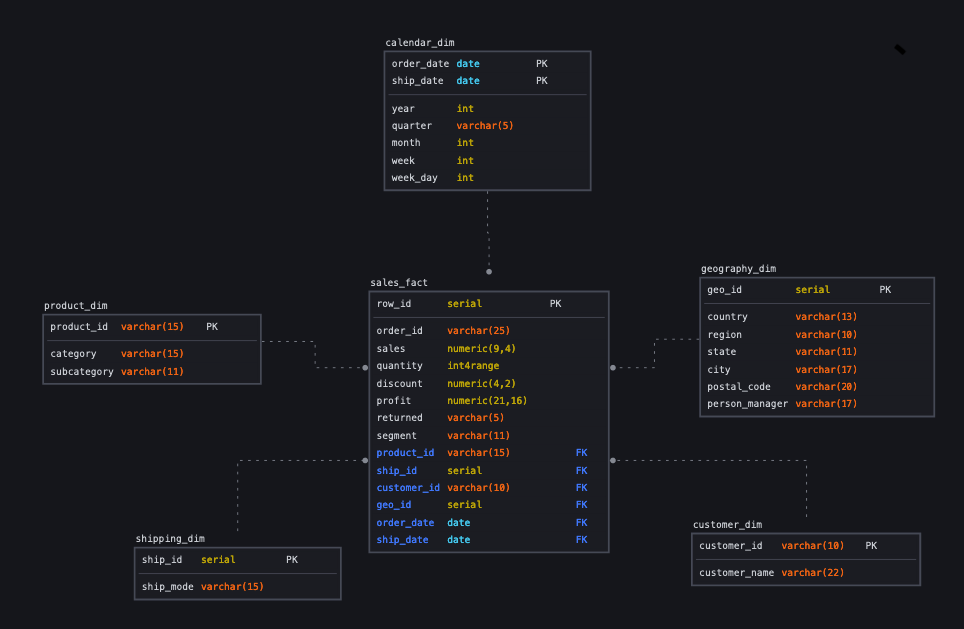 calendar_dim
order_date date PK
ship_date date PK
year int
quarter varchar(5)
month int
week int
week_day int
geography_dim
geo_id serial PK
country varchar(13)
region varchar(10)
state varchar(11)
city varchar(17)
postal_code varchar(20)
person_manager varchar(17)
sales_fact
row_id serial PK
order_id varchar(25)
sales numeric(9,4)
quantity int4range
discount numeric(4,2)
profit numeric(21,16)
returned varchar(5)
segment varchar(11)
product_id varchar(15) FK
ship_id serial FK
customer_id varchar(10) FK
geo_id serial FK
order_date date FK
ship_date date FK
product_dim
product_id varchar(15) PK
category varchar(15)
subcategory varchar(11)
shipping_dim
ship_id serial PK
ship_mode varchar(15)
customer_dim
customer_id varchar(10) PK
customer_name varchar(22)